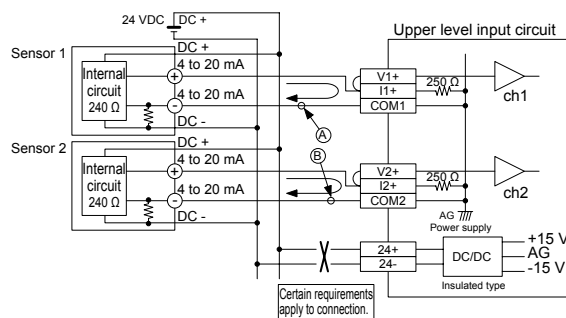 24 VDC
DC +
Upper level input circuit
Sensor 1
DC +
4 to 20 mA
Internal circuit 240 Ω
+
4 to 20 mA
-
DC -
V1+
I1+
COM1
250 Ω
ch1
A
Sensor 2
DC +
4 to 20 mA
Internal circuit 240 Ω
+
4 to 20 mA
-
DC -
B
V2+
I2+
COM2
250 Ω
ch2
AG
Power supply
24+
24-
DC/DC
+15 V
AG
-15 V
Insulated type
Certain requirements
apply to connection.